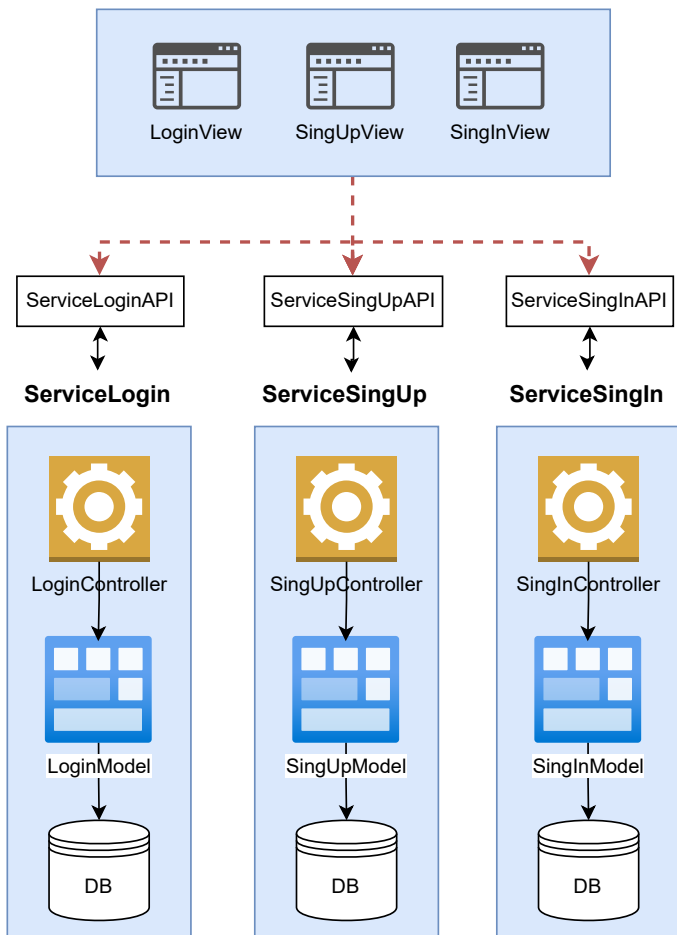 LoginView
SingUpView
SingInView
ServiceLoginAPI
ServiceSingUpAPI
ServiceSingInAPI
ServiceLogin
ServiceSingUp
ServiceSingIn
LoginController
SingUpController
SingInController
LoginModel
SingUpModel
SingInModel
DB
DB
DB